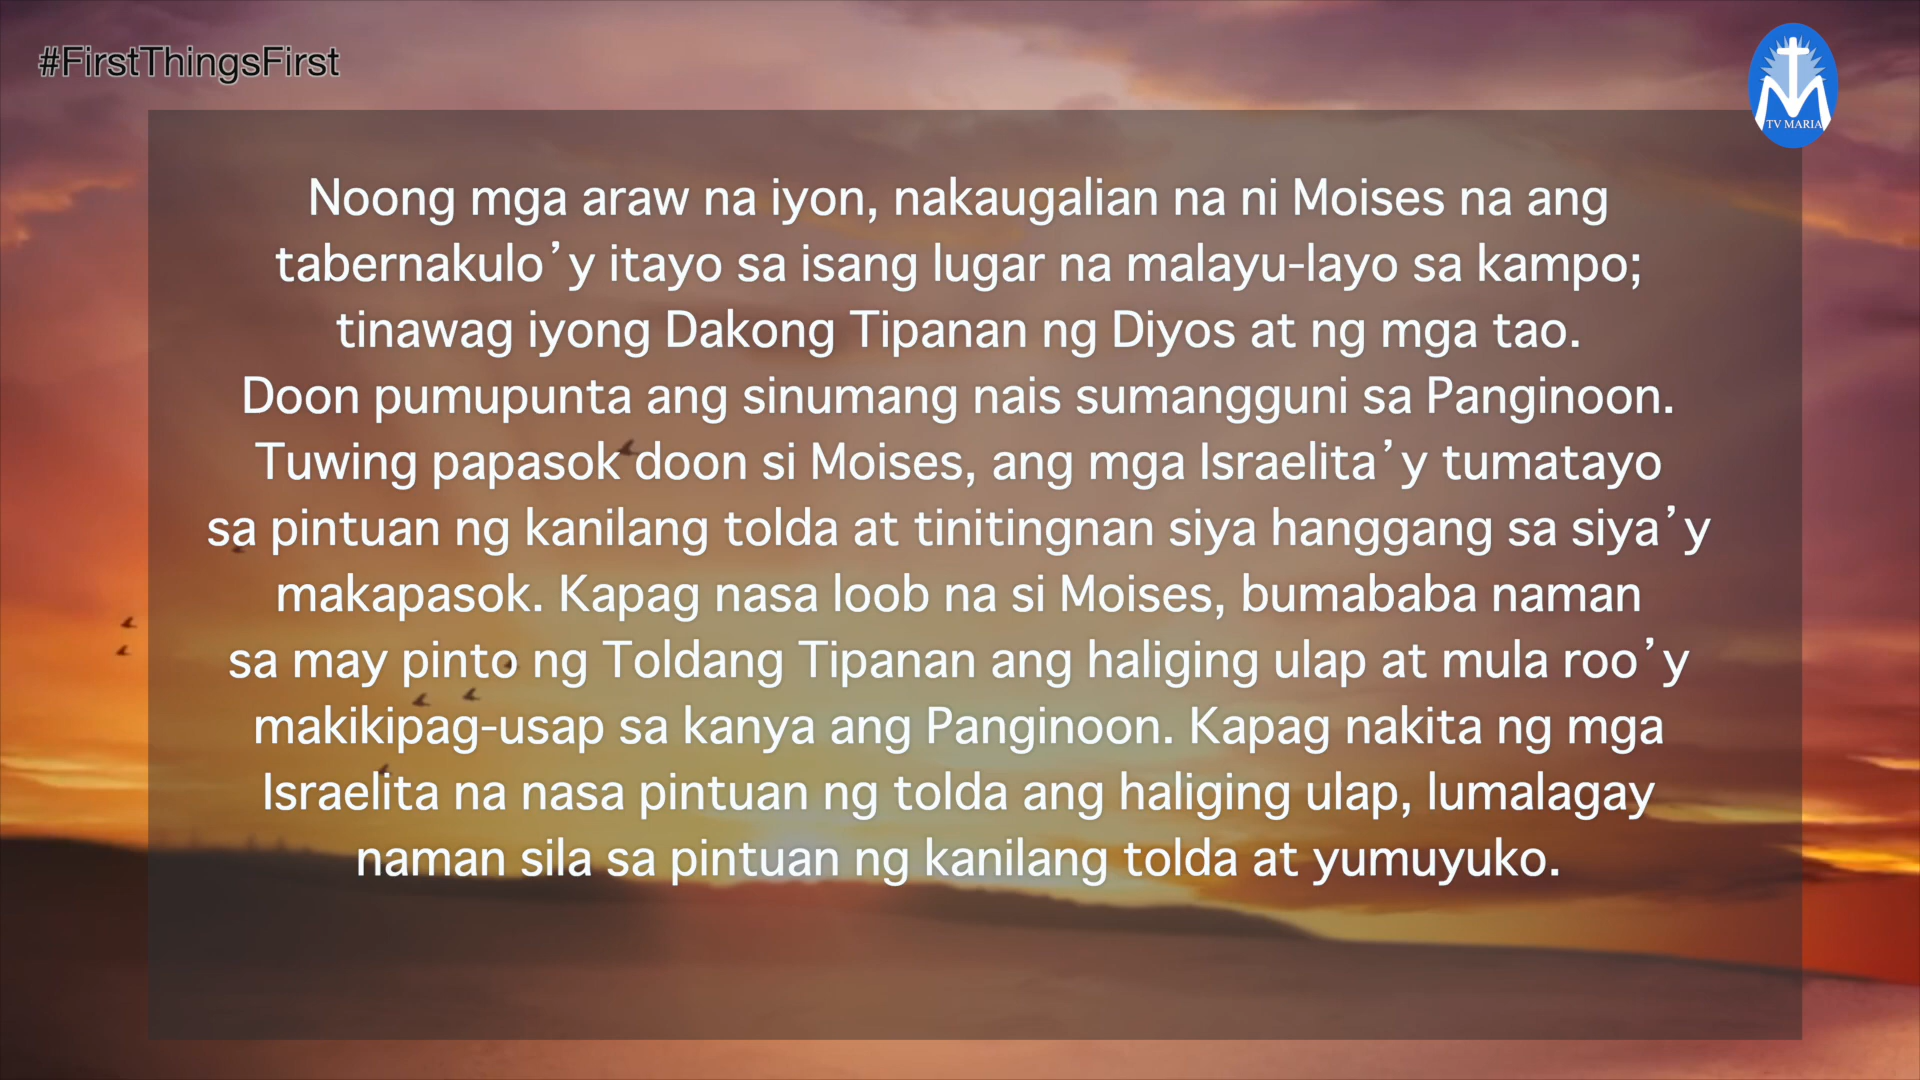 #FirstThingsFirst
TV MARIA
Noong mga araw na iyon, nakaugalian na ni Moises na ang
tabernakulo’y itayo sa isang lugar na malayu-layo sa kampo;
tinawag iyong Dakong Tipanan ng Diyos at ng mga tao.
Doon pumupunta ang sinumang nais sumangguni sa Panginoon.
Tuwing papasok doon si Moises, ang mga Israelita’y tumatayo
sa pintuan ng kanilang tolda at tinitingnan siya hanggang sa siya’y
makapasok. Kapag nasa loob na si Moises, bumababa naman
sa may pinto ng Toldang Tipanan ang haliging ulap at mula roo’y
makikipag-usap sa kanya ang Panginoon. Kapag nakita ng mga
Israelita na nasa pintuan ng tolda ang haliging ulap, lumalagay
naman sila sa pintuan ng kanilang tolda at yumuyuko.